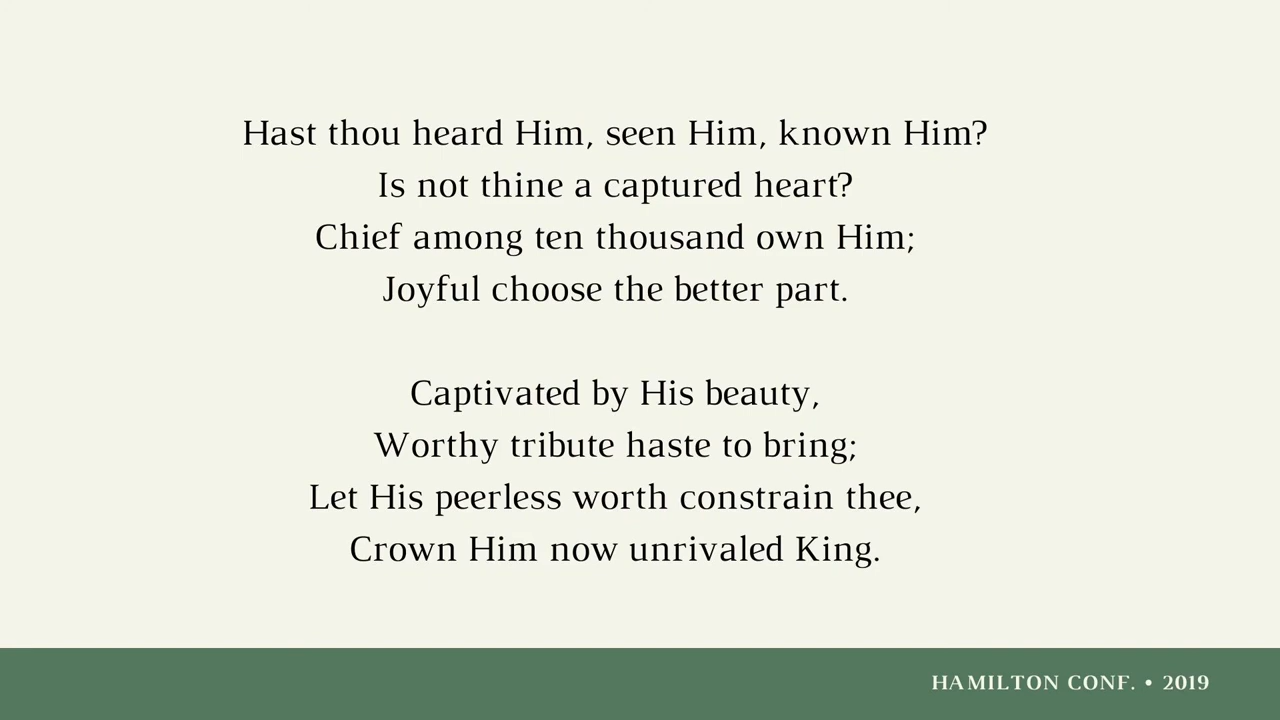 Hast thou heard Him, seen Him, known Him?
Is not thine a captured heart?
Chief among ten thousand own Him;
Joyful choose the better part.
Captivated by His beauty,
Worthy tribute haste to bring;
Let His peerless worth constrain thee,
Crown Him now unrivaled King.
HAMILTON CONF. • 2019